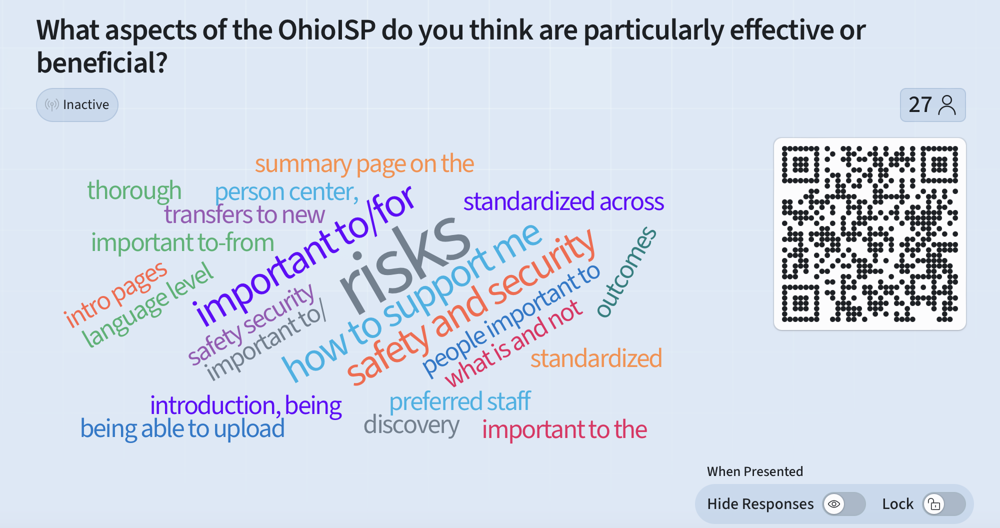 What aspects of the OhioISP do you think are particularly effective or
beneficial?
Inactive
27
summary page on the
thorough
person center,
transfers to new
important to/for
standardized across
important to-from
risks
how to support me
safety and security
outcomes
intro pages
language level
safety security
important to/
people important to
what is and not
standardized
introduction, being
preferred staff
being able to upload
discovery
important to the
When Presented
Hide Responses
Lock